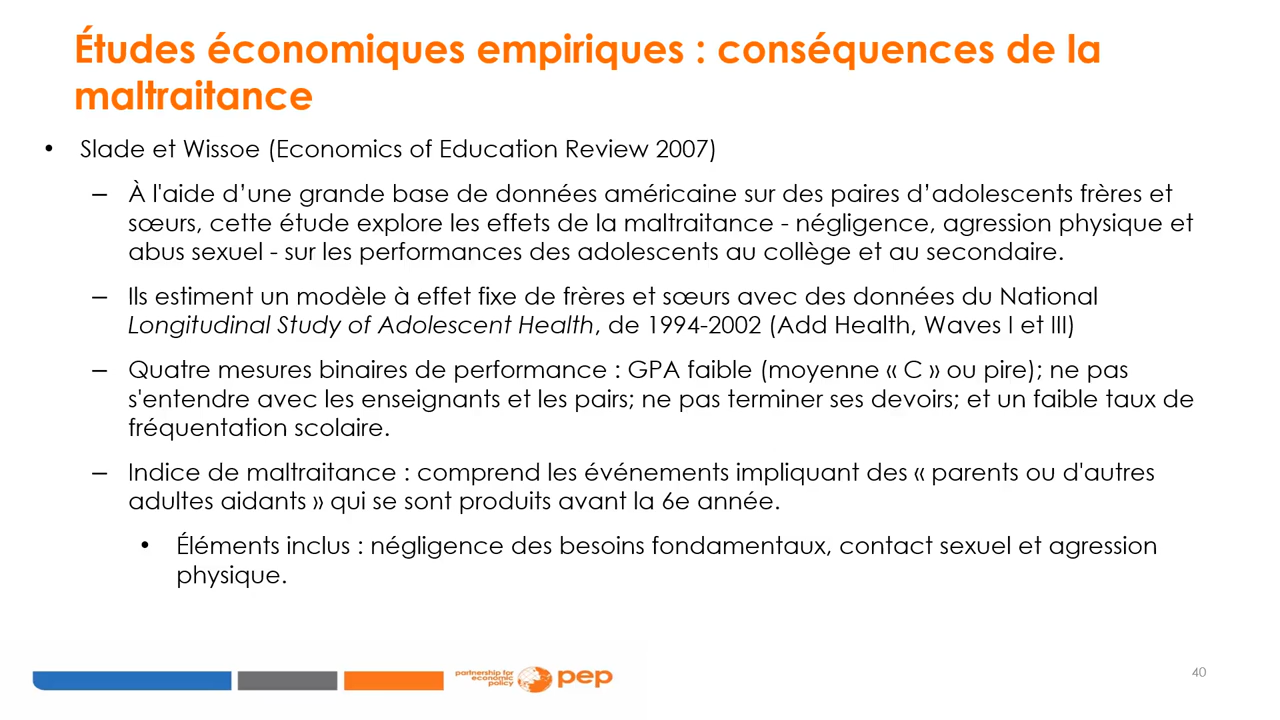 Études économiques empiriques : conséquences de la
maltraitance
• Slade et Wissoe (Economics of Education Review 2007)
– À l'aide d’une grande base de données américaine sur des paires d’adolescents frères et
sœurs, cette étude explore les effets de la maltraitance - négligence, agression physique et
abus sexuel - sur les performances des adolescents au collège et au secondaire.
– Ils estiment un modèle à effet fixe de frères et sœurs avec des données du National
Longitudinal Study of Adolescent Health, de 1994-2002 (Add Health, Waves I et III)
– Quatre mesures binaires de performance : GPA faible (moyenne « C » ou pire); ne pas
s'entendre avec les enseignants et les pairs; ne pas terminer ses devoirs; et un faible taux de
fréquentation scolaire.
– Indice de maltraitance : comprend les événements impliquant des « parents ou d'autres
adultes aidants » qui se sont produits avant la 6e année.
• Éléments inclus : négligence des besoins fondamentaux, contact sexuel et agression
physique.
partnership for
economic
policy
pep
40